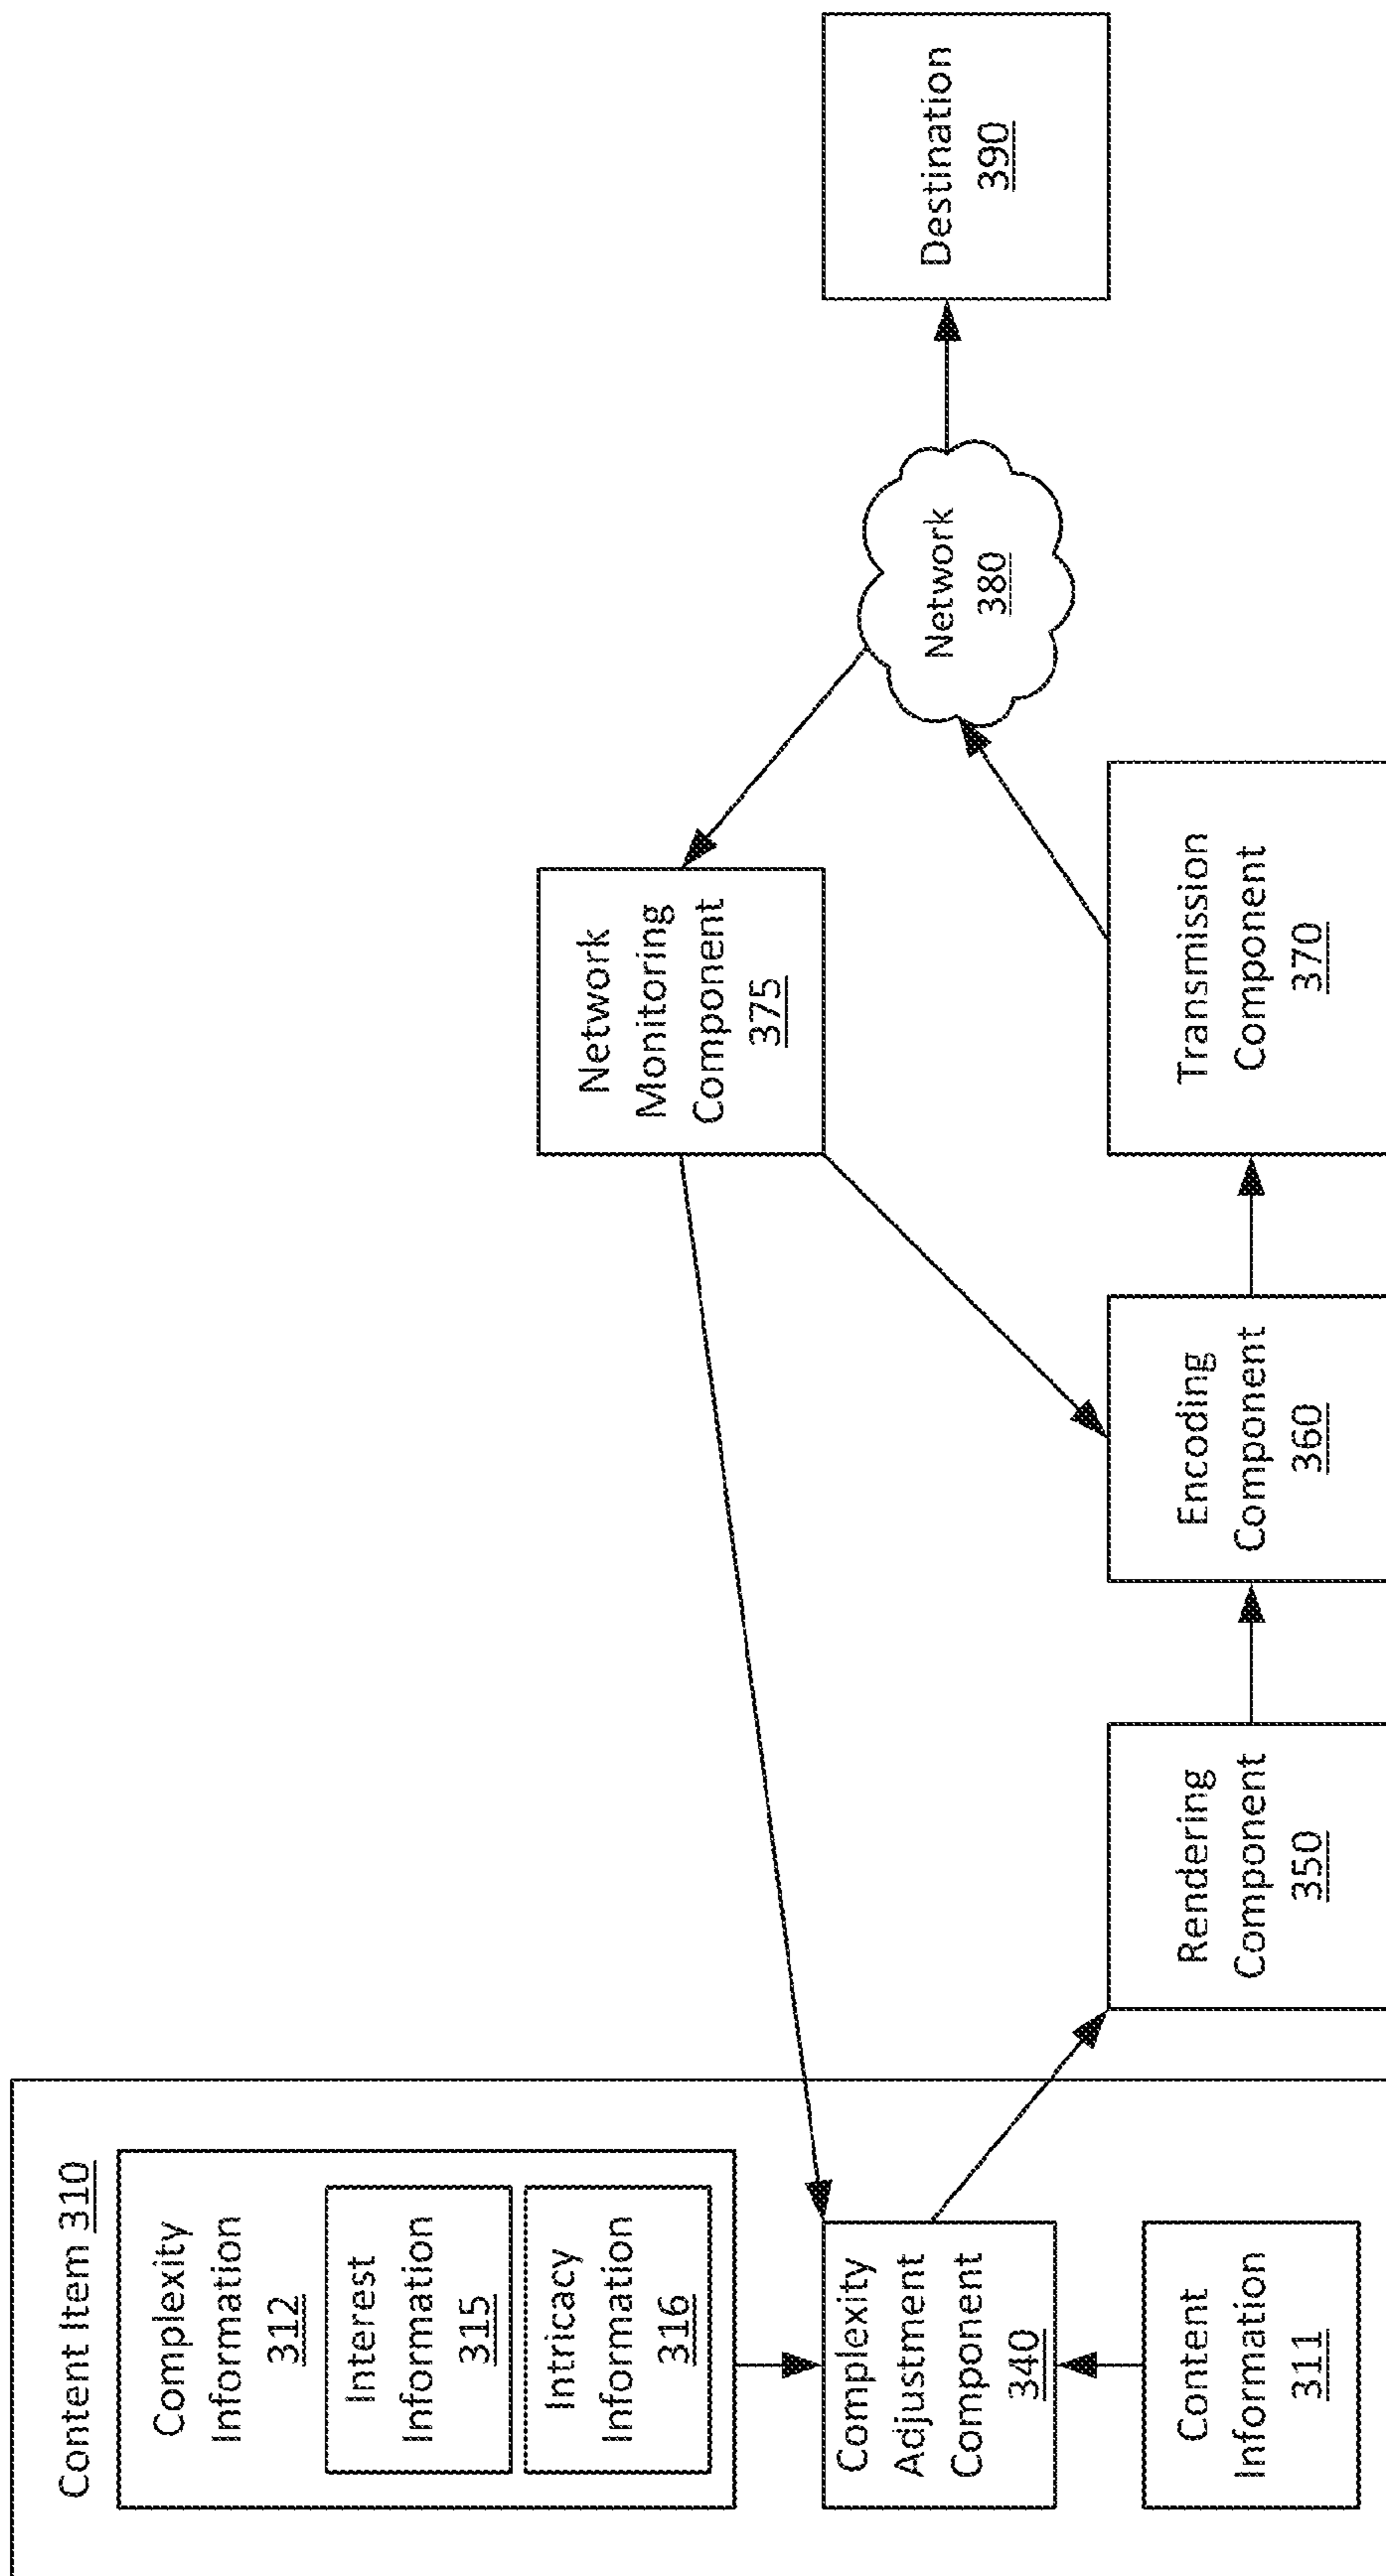 Content Item 310
Complexity
Information
312
Interest
Information
315
Intricacy
Information
316
Complexity
Adjustment
Component
340
Content
Information
311
Rendering
Component
350
Encoding
Component
360
Network
Monitoring
Component
375
Transmission
Component
370
Network
380
Destination
390